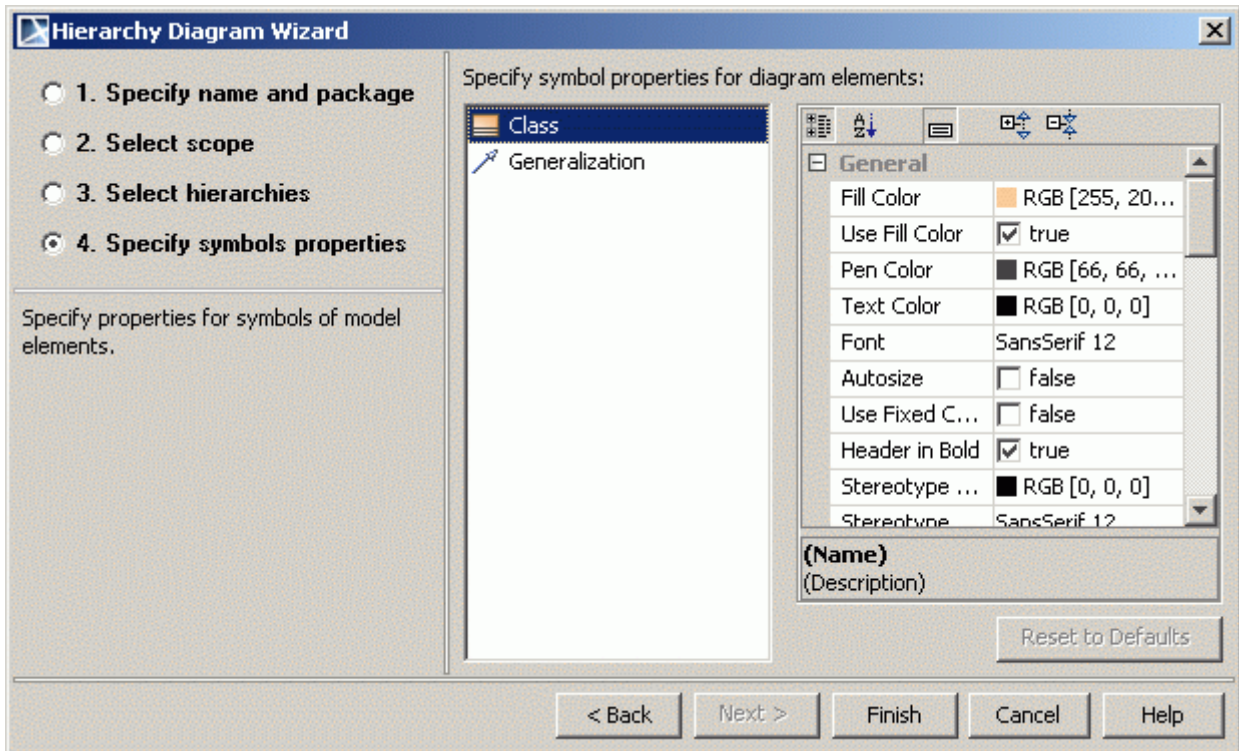 Hierarchy Diagram Wizard
1. Specify name and package
2. Select scope
3. Select hierarchies
4. Specify symbols properties
Specify properties for symbols of model
elements.
Specify symbol properties for diagram elements:
Class
Generalization
General
Fill Color RGB [255, 20...
Use Fill Color true
Pen Color RGB [66, 66, ...
Text Color RGB [0, 0, 0]
Font SansSerif 12
Autosize false
Use Fixed C... false
Header in Bold true
Stereotype ... RGB [0, 0, 0]
Stereotype SansSerif 12
(Name)
(Description)
Reset to Defaults
< Back Next > Finish Cancel Help